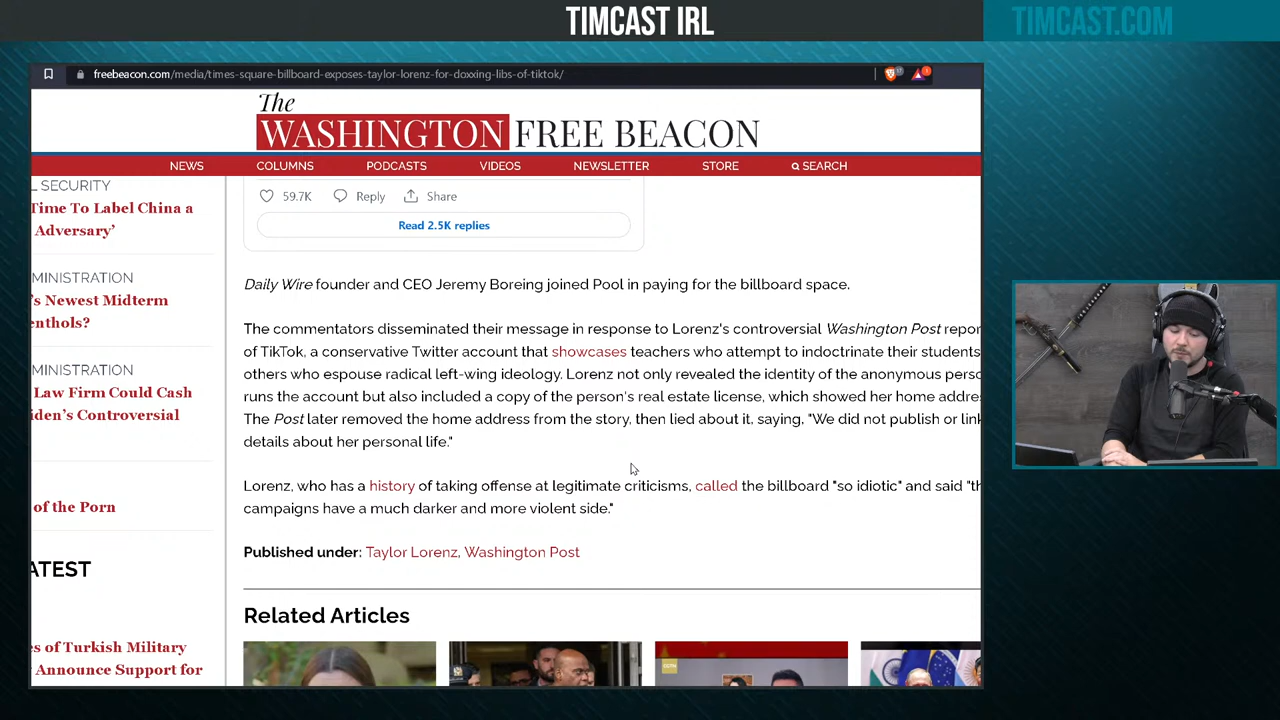 TIMCAST IRL
TIMCAST.COM
freebeacon.com/media/times-square-billboard-exposes-taylor-lorenz-for-doxxing-libs-of-tiktok/
The
WASHINGTON FREE BEACON
NEWS COLUMNS PODCASTS VIDEOS NEWSLETTER STORE SEARCH
L SECURITY
Time To Label China a
Adversary'
MINISTRATION
's Newest Midterm
enthols?
MINISTRATION
Law Firm Could Cash
iden's Controversial
of the Porn
ATEST
es of Turkish Military
Announce Support for
59.7K Reply Share
Read 2.5K replies
Daily Wire founder and CEO Jeremy Boreing joined Pool in paying for the billboard space.
The commentators disseminated their message in response to Lorenz's controversial Washington Post repor
of TikTok, a conservative Twitter account that showcases teachers who attempt to indoctrinate their students
others who espouse radical left-wing ideology. Lorenz not only revealed the identity of the anonymous perso
runs the account but also included a copy of the person's real estate license, which showed her home addre
The Post later removed the home address from the story, then lied about it, saying, "We did not publish or link
details about her personal life."
Lorenz, who has a history of taking offense at legitimate criticisms, called the billboard "so idiotic" and said "th
campaigns have a much darker and more violent side."
Published under: Taylor Lorenz, Washington Post
Related Articles